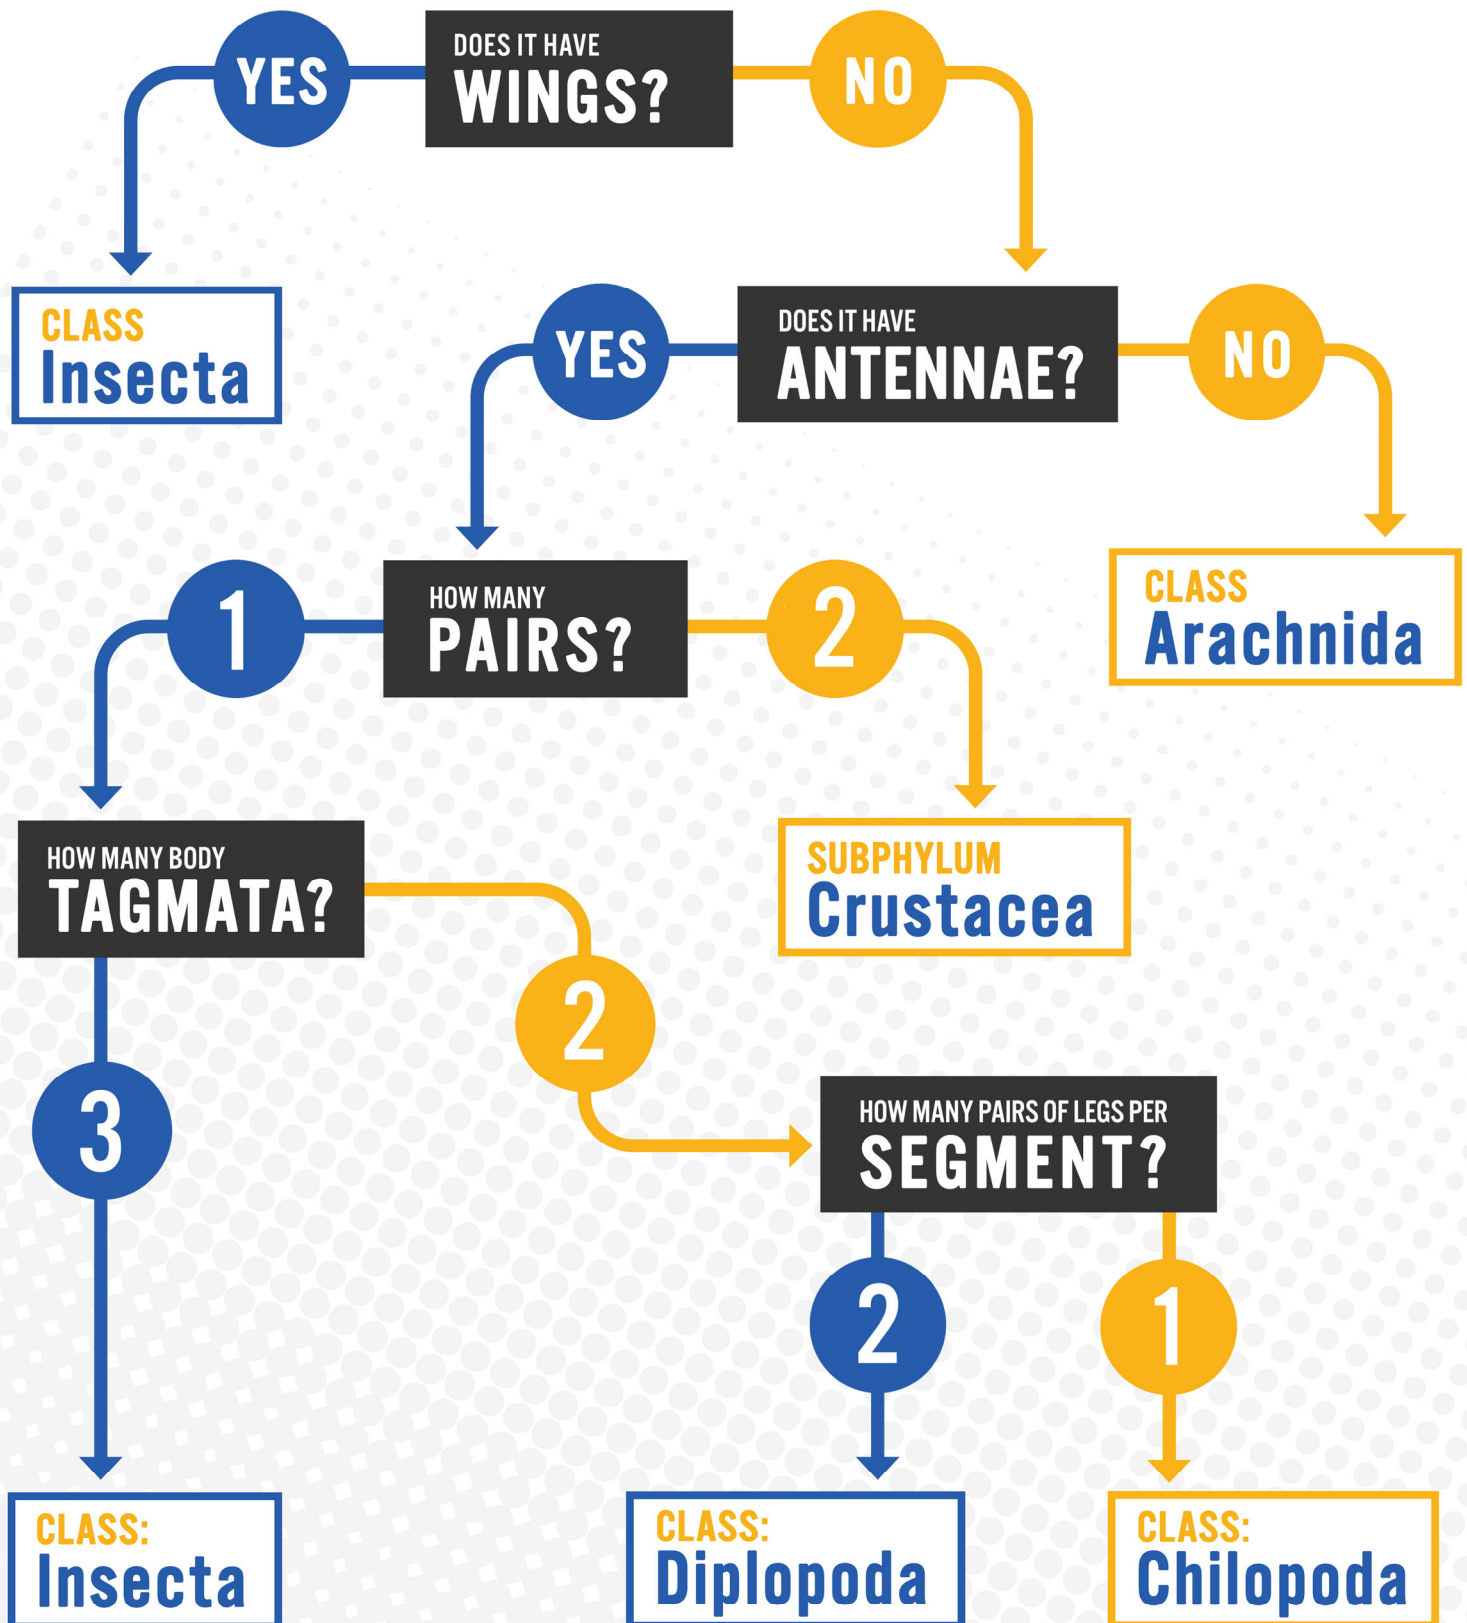 YES
DOES IT HAVE
WINGS?
NO
CLASS
Insecta
YES
DOES IT HAVE
ANTENNAE?
NO
1
HOW MANY
PAIRS?
2
CLASS
Arachnida
HOW MANY BODY
TAGMATA?
SUBPHYLUM
Crustacea
2
3
HOW MANY PAIRS OF LEGS PER
SEGMENT?
2
1
CLASS:
Insecta
CLASS:
Diplopoda
CLASS:
Chilopoda